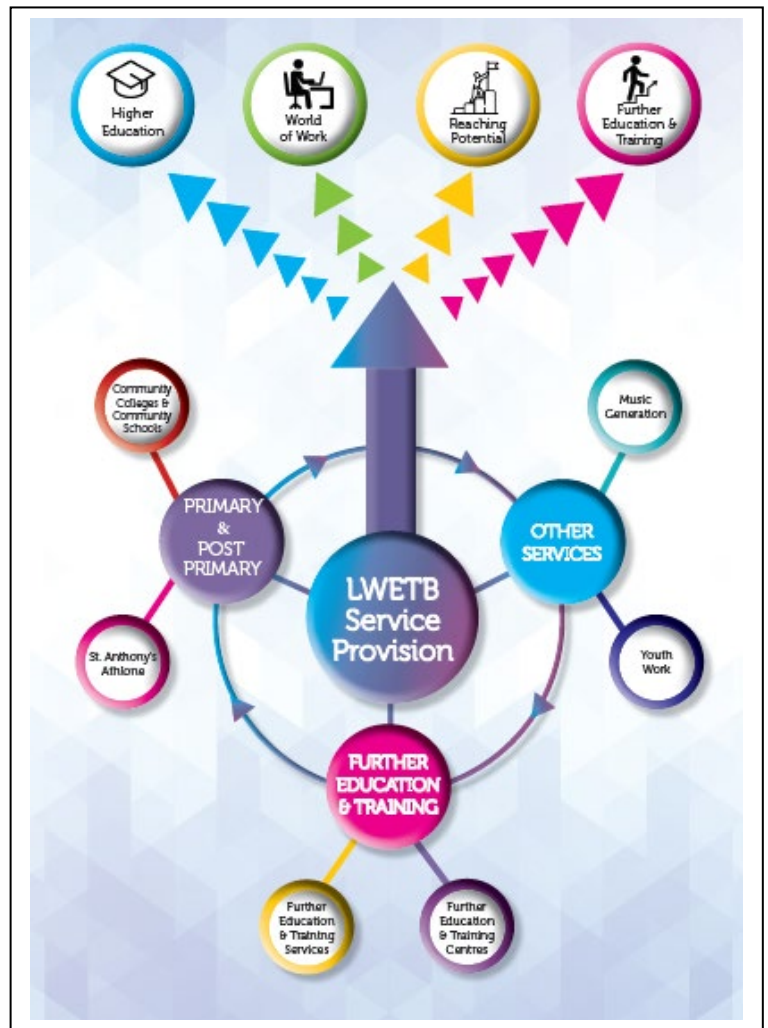 Higher
Education
World
of Work
Reaching
Potential
Further
Education &
Training
Community
Colleges &
Community
Schools
Music
Generation
PRIMARY
&
POST
PRIMARY
OTHER
SERVICES
LWETB
Service
Provision
St. Anthony's
Athlone
Youth
Work
FURTHER
EDUCATION
& TRAINING
Further
Education
& Training
Services
Further
Education
& Training
Centres